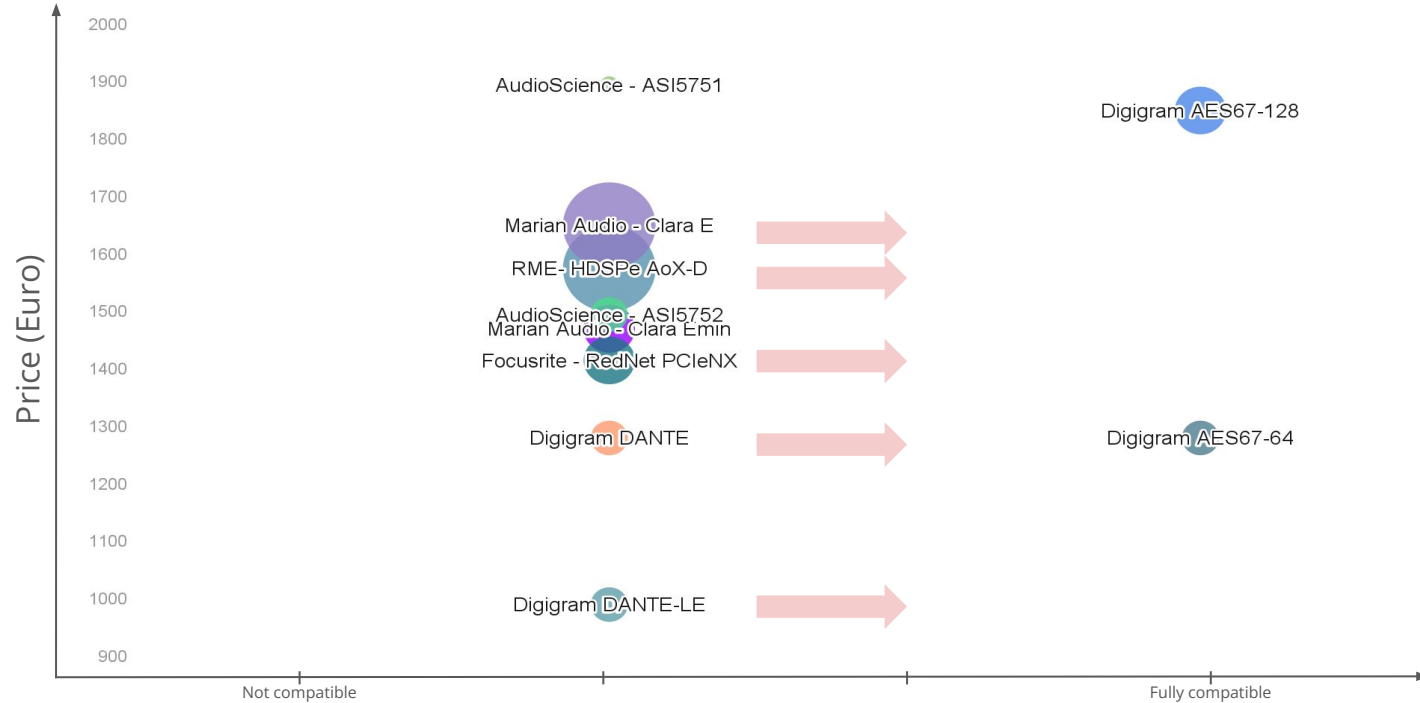 2000
1900
AudioScience - ASI5751
Digigram AES67-128
1800
1700
Marian Audio - Clara E
1600
RME- HDSPe AoX-D
1500
AudioScience - ASI5752
Marian Audio - Clara Emin
Price (Euro)
1400
Focusrite - RedNet PCIeNX
1300
Digigram DANTE
Digigram AES67-64
1200
1100
1000
Digigram DANTE-LE
900
Not compatible
Fully compatible